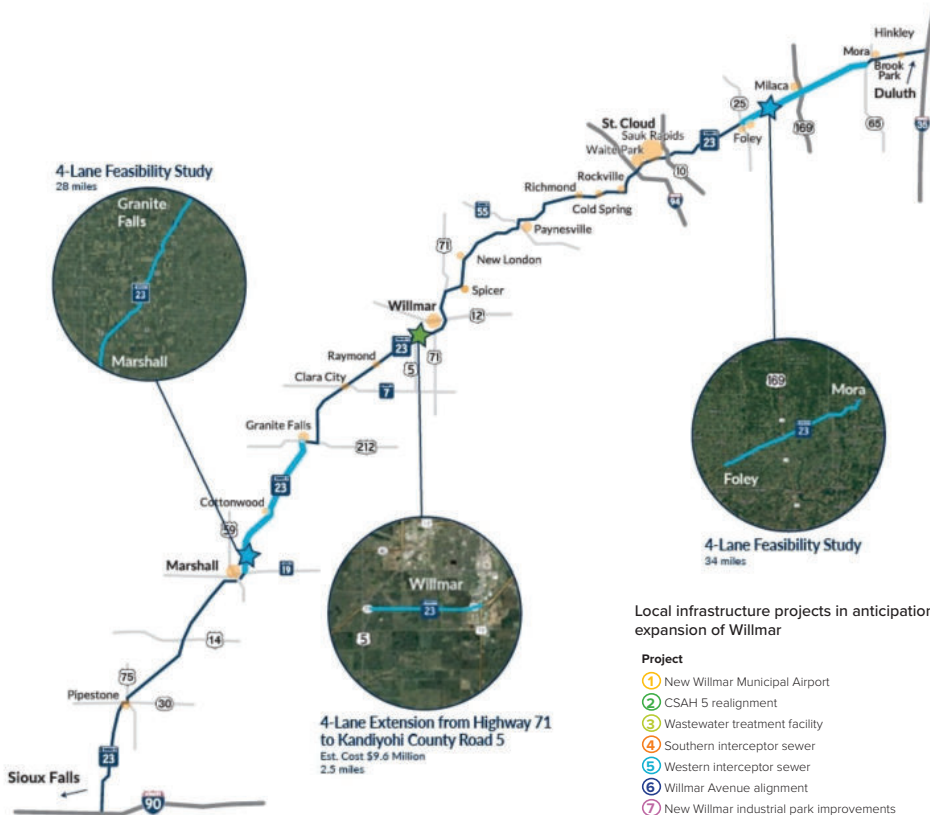 Hinkley
Mora
Brook
Park
Duluth
Milaca
25
169
65
35
Foley
St. Cloud
Sauk Rapids
Waite Park
23
10
94
Rockville
Richmond
Cold Spring
55
Paynesville
71
New London
Spicer
Willmar
12
23
71
5
Raymond
Clara City
7
Granite Falls
212
23
Cottonwood
59
Marshall
19
14
75
Pipestone
30
23
Sioux Falls
90
4-Lane Feasibility Study
28 miles
Granite
Falls
23
Marshall
Willmar
23
5
4-Lane Extension from Highway 71
to Kandiyohi County Road 5
Est. Cost $9.6 Million
2.5 miles
169
Mora
23
Foley
4-Lane Feasibility Study
34 miles
Local infrastructure projects in anticipation
expansion of Willmar
Project
1 New Willmar Municipal Airport
2 CSAH 5 realignment
3 Wastewater treatment facility
4 Southern interceptor sewer
5 Western interceptor sewer
6 Willmar Avenue alignment
7 New Willmar industrial park improvements